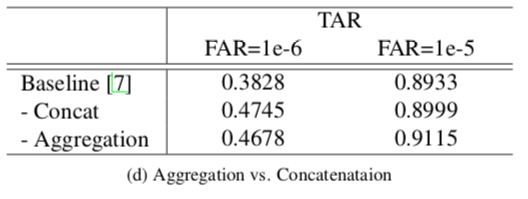 TAR
FAR=1e-6 FAR=1e-5
Baseline [7] 0.3828 0.8933
- Concat 0.4745 0.8999
- Aggregation 0.4678 0.9115
(d) Aggregation vs. Concatenataion